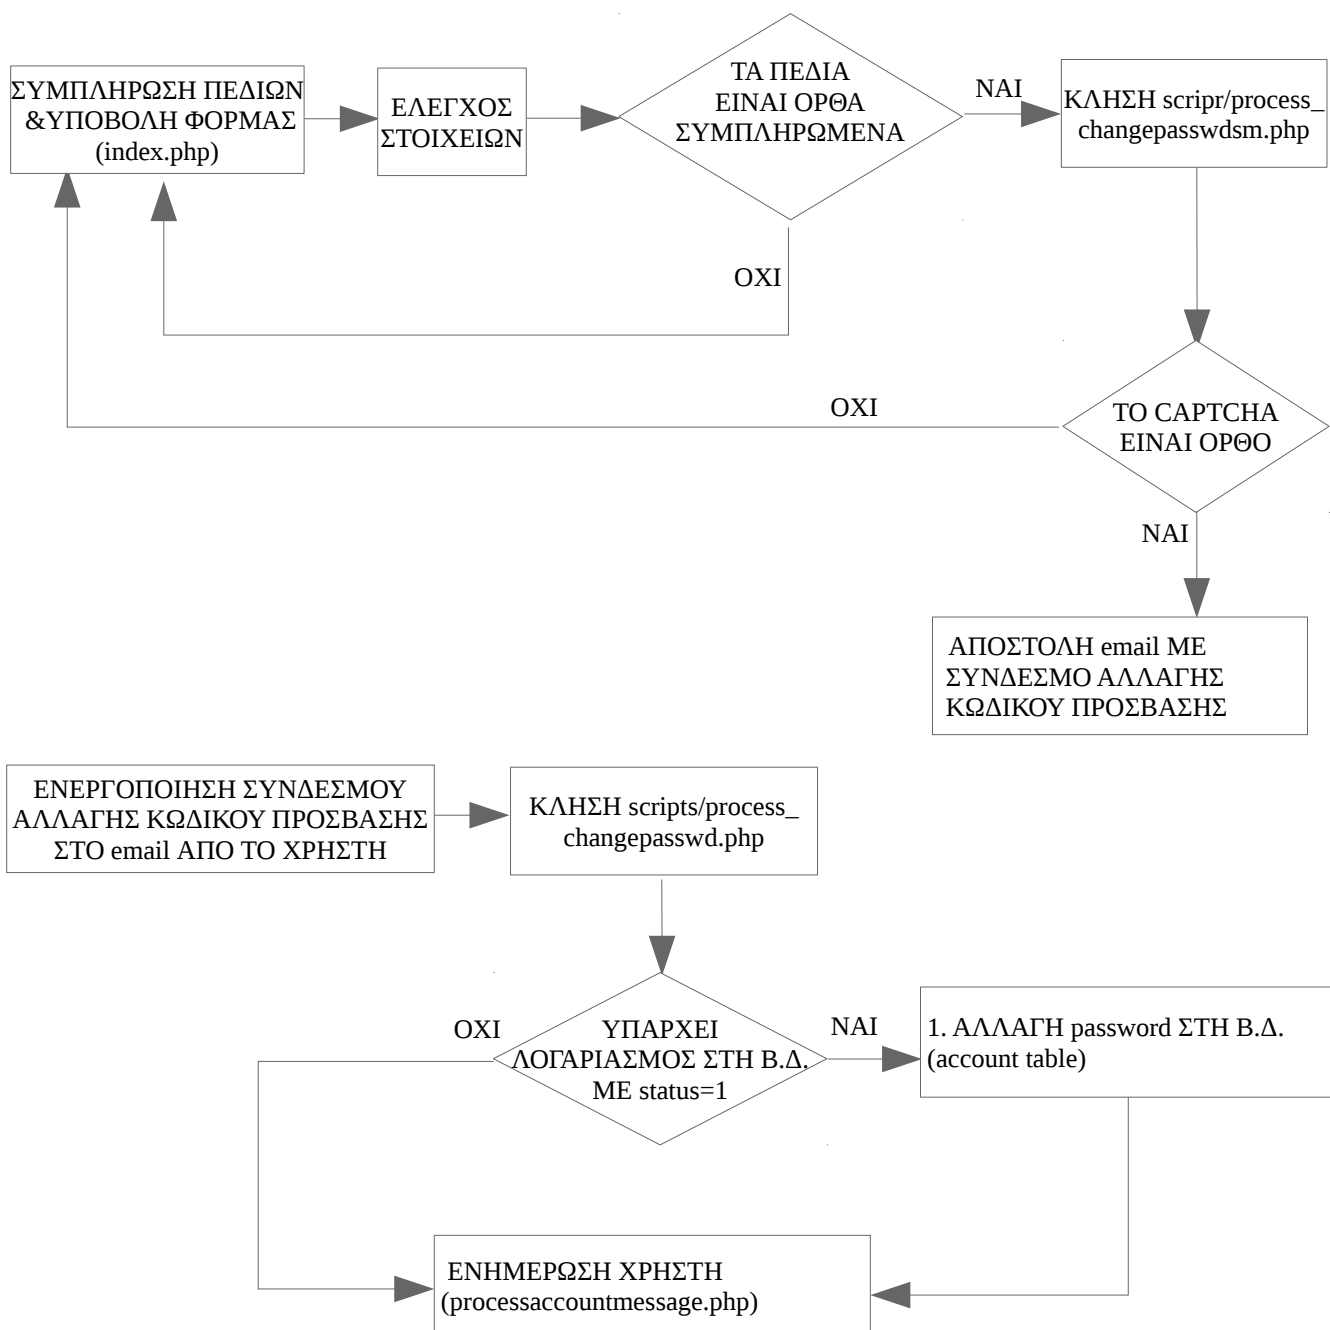 ΣΥΜΠΛΗΡΩΣΗ ΠΕΔΙΩΝ
&ΥΠΟΒΟΛΗ ΦΟΡΜΑΣ
(index.php)
ΕΛΕΓΧΟΣ
ΣΤΟΙΧΕΙΩΝ
ΤΑ ΠΕΔΙΑ
ΕΙΝΑΙ ΟΡΘΑ
ΣΥΜΠΛΗΡΩΜΕΝΑ
ΝΑΙ
ΚΛΗΣΗ scripr/process_
changepasswdsm.php
ΟΧΙ
ΟΧΙ
ΤΟ CAPTCHA
ΕΙΝΑΙ ΟΡΘΟ
ΝΑΙ
ΑΠΟΣΤΟΛΗ email ΜΕ
ΣΥΝΔΕΣΜΟ ΑΛΛΑΓΗΣ
ΚΩΔΙΚΟΥ ΠΡΟΣΒΑΣΗΣ
ΕΝΕΡΓΟΠΟΙΗΣΗ ΣΥΝΔΕΣΜΟΥ
ΑΛΛΑΓΗΣ ΚΩΔΙΚΟΥ ΠΡΟΣΒΑΣΗΣ
ΣΤΟ email ΑΠΟ ΤΟ ΧΡΗΣΤΗ
ΚΛΗΣΗ scripts/process_
changepasswd.php
ΟΧΙ
ΥΠΑΡΧΕΙ
ΛΟΓΑΡΙΑΣΜΟΣ ΣΤΗ Β.Δ.
ΜΕ status=1
ΝΑΙ
1. ΑΛΛΑΓΗ password ΣΤΗ Β.Δ.
(account table)
ΕΝΗΜΕΡΩΣΗ ΧΡΗΣΤΗ
(processaccountmessage.php)